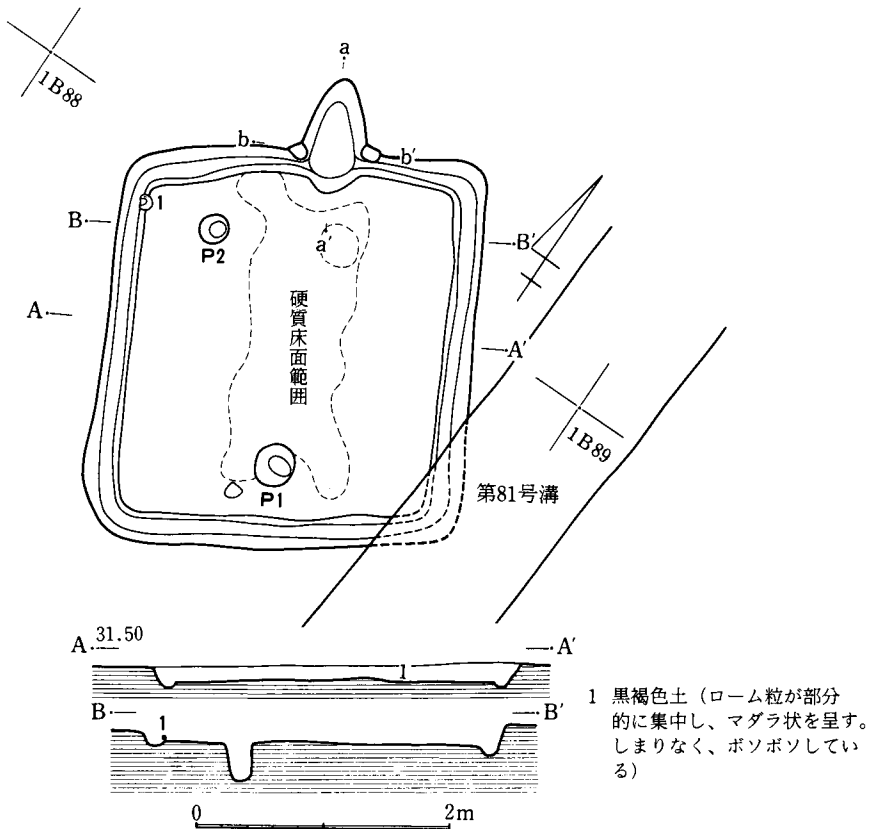 1B88
a
b
b′
B
1
P2
a′
B′
A
硬質床面範囲
A′
1B89
P1
第81号溝
A 31.50 A′
1
B 1 B′
1 黒褐色土（ローム粒が部分
的に集中し、マダラ状を呈す。
しまりなく、ボソボソしてい
る）
0 2m